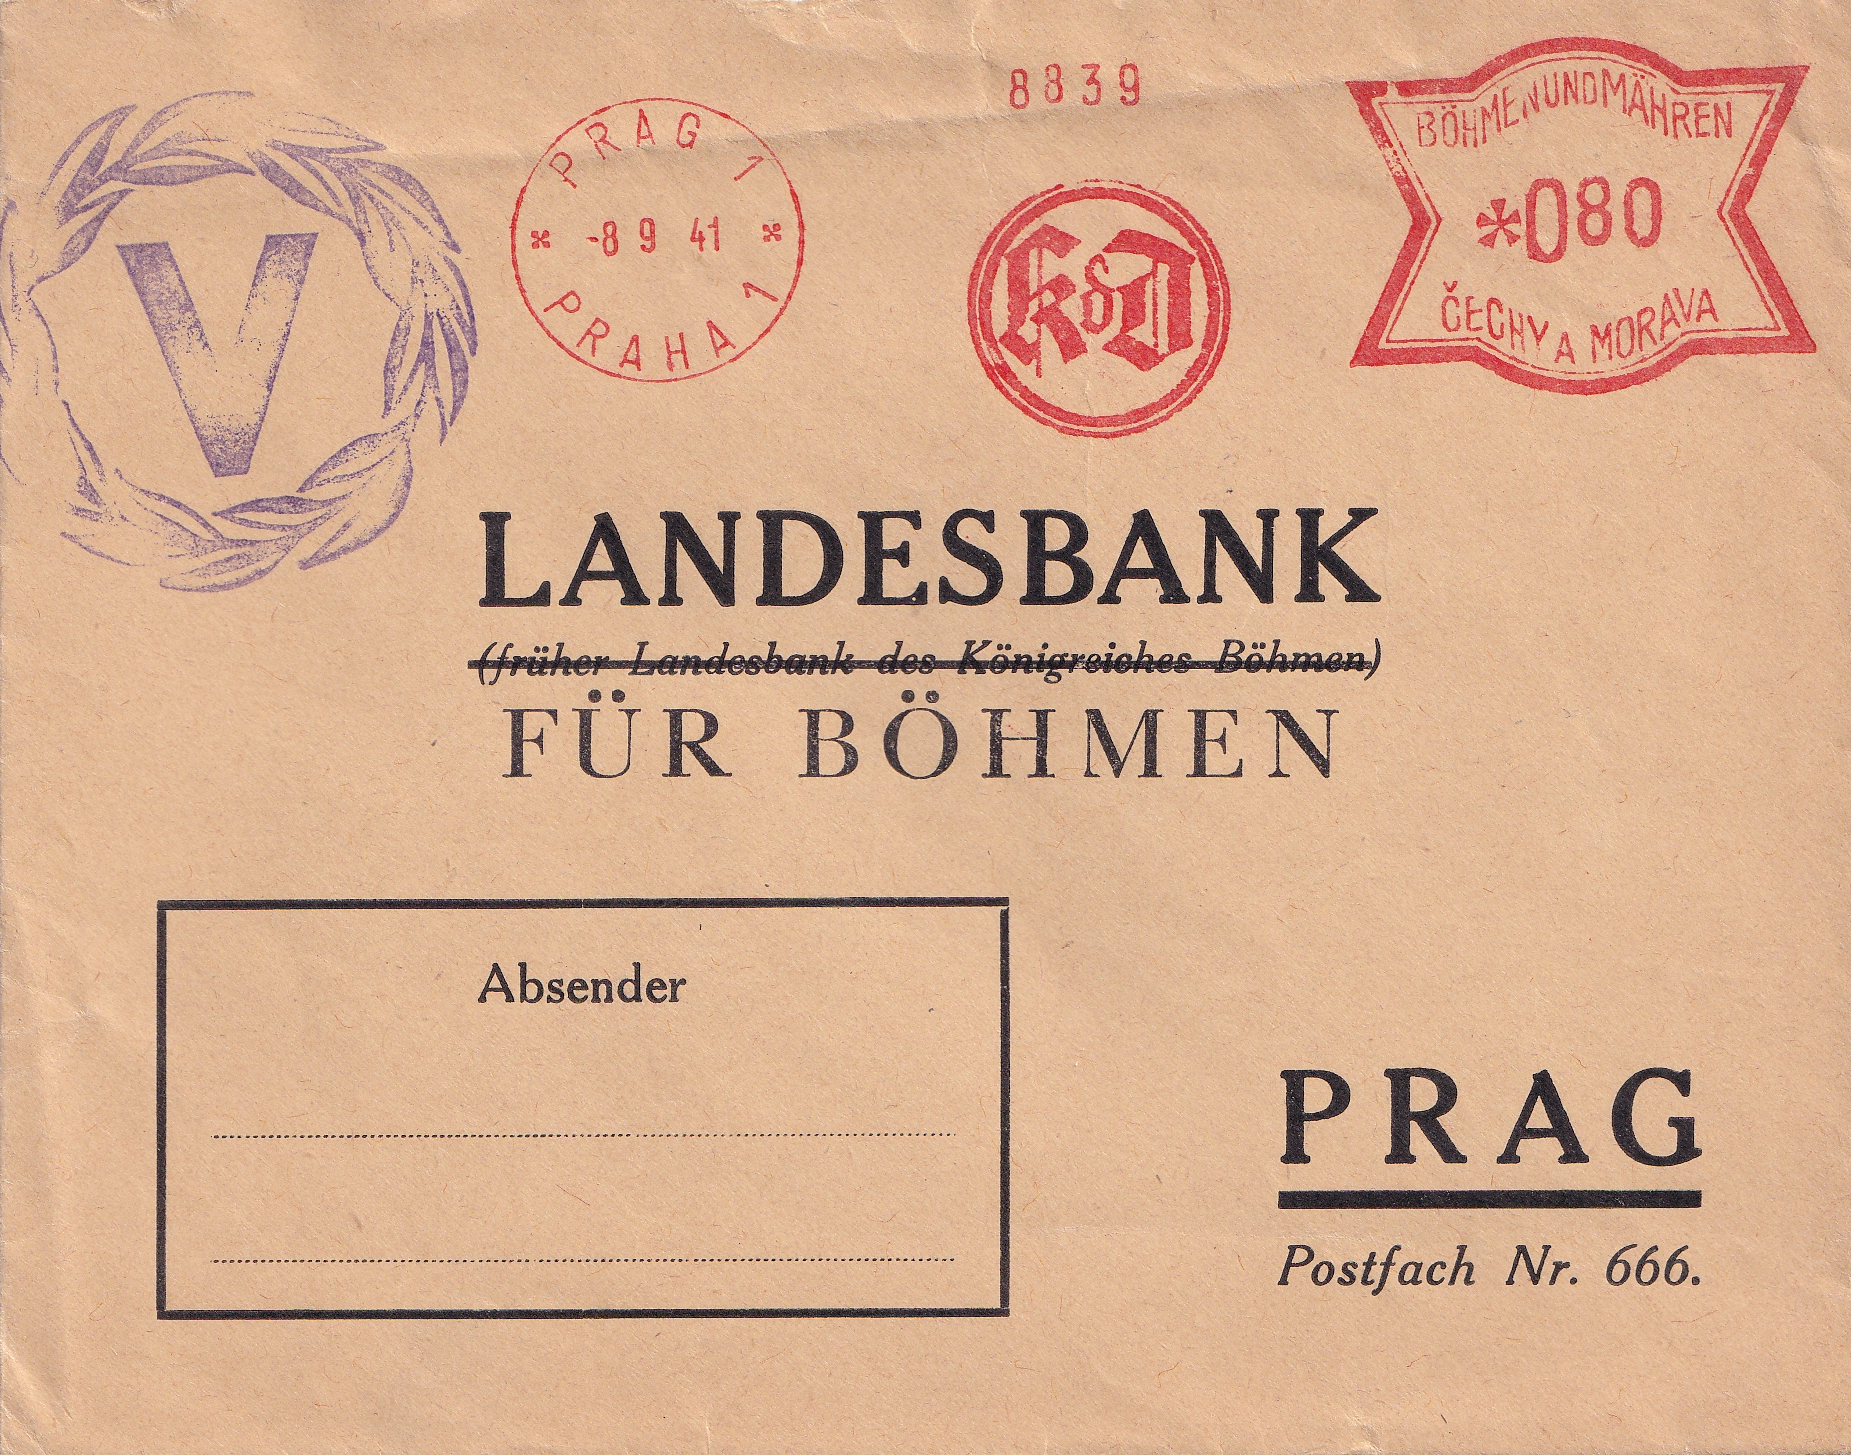 V
PRAG 1
* -8 9 41 *
PRAHA 1
8839
KdD
BÖHMEN UND MÄHREN
*080
ČECHY A MORAVA
LANDESBANK
(früher Landesbank des Königreiches Böhmen)
FÜR BÖHMEN
Absender
PRAG
Postfach Nr. 666.